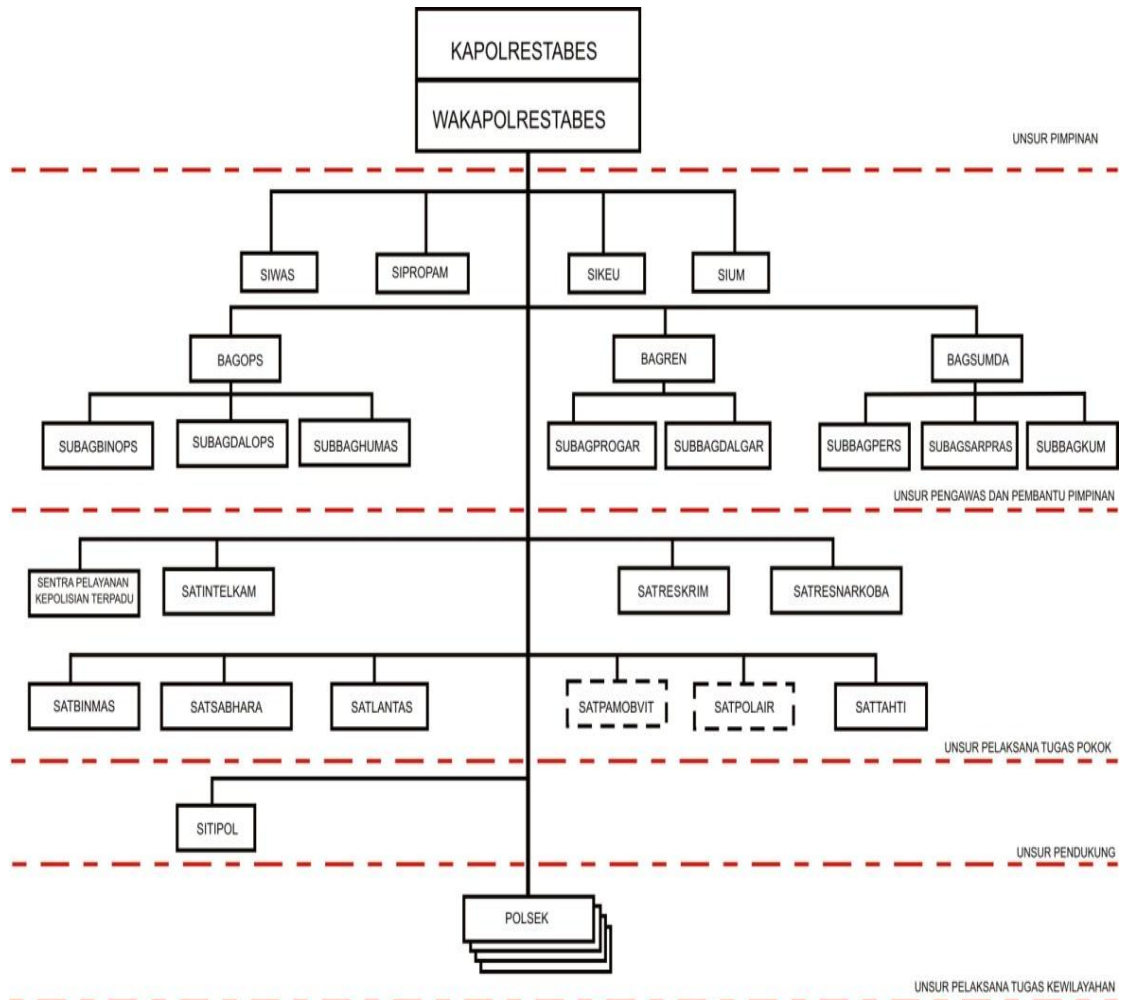 KAPOLRESTABES
WAKAPOLRESTABES
UNSUR PIMPINAN
SIWAS
SIPROPAM
SIKEU
SIUM
BAGOPS
BAGREN
BAGSUMDA
SUBAGBINOPS
SUBAGDALOPS
SUBBAGHUMAS
SUBAGPROGAR
SUBBAGDALGAR
SUBBAGPERS
SUBAGSARPRAS
SUBBAGKUM
UNSUR PENGAWAS DAN PEMBANTU PIMPINAN
SENTRA PELAYANAN
KEPOLISIAN TERPADU
SATINTELKAM
SATRESKRIM
SATRESNARKOBA
SATBINMAS
SATSABHARA
SATLANTAS
SATPAMOBVIT
SATPOLAIR
SATTAHTI
UNSUR PELAKSANA TUGAS POKOK
SITIPOL
UNSUR PENDUKUNG
POLSEK
UNSUR PELAKSANA TUGAS KEWILAYAHAN